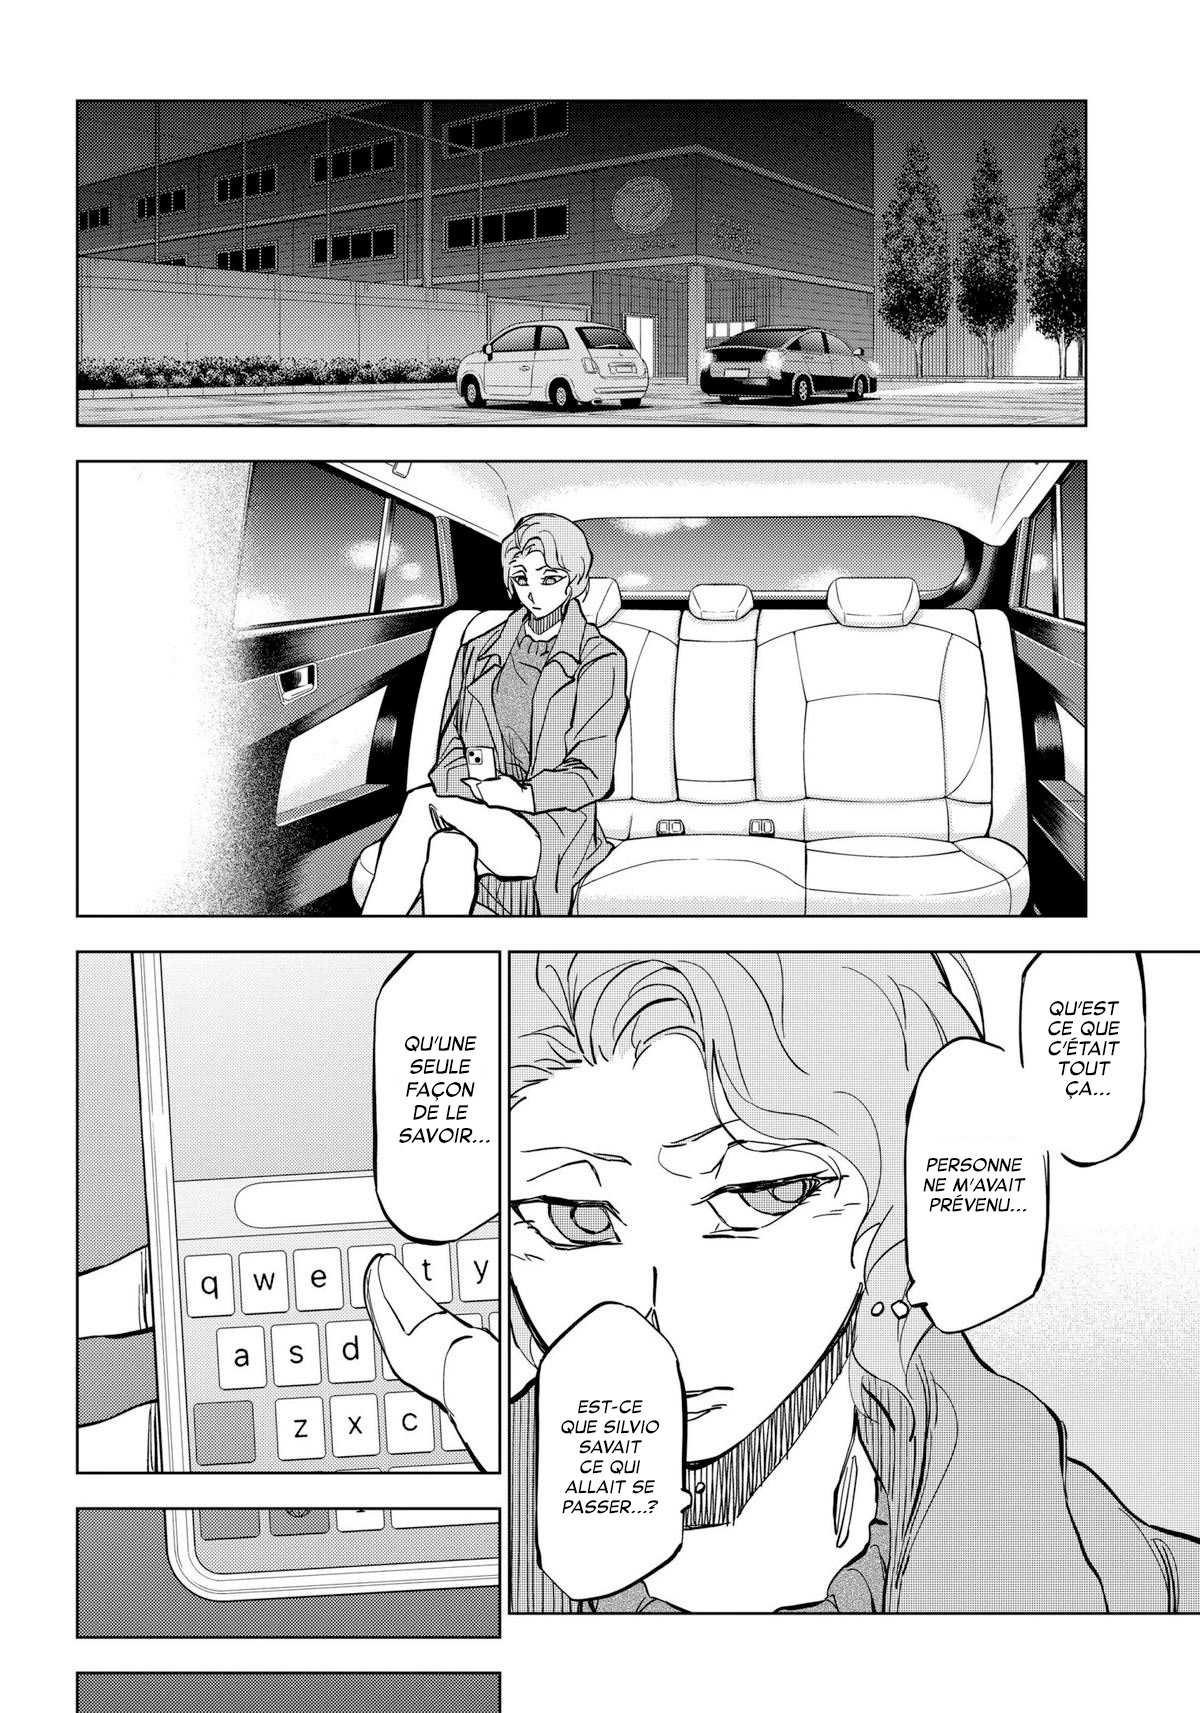 QU'EST
CE QUE
C'ÉTAIT
TOUT
ÇA...
PERSONNE
NE M'AVAIT
PRÉVENU...
EST-CE
QUE SILVIO
SAVAIT
CE QUI
ALLAIT SE
PASSER...?
QU'UNE
SEULE
FAÇON
DE LE
SAVOIR...
q w e t y
a s d
z x c